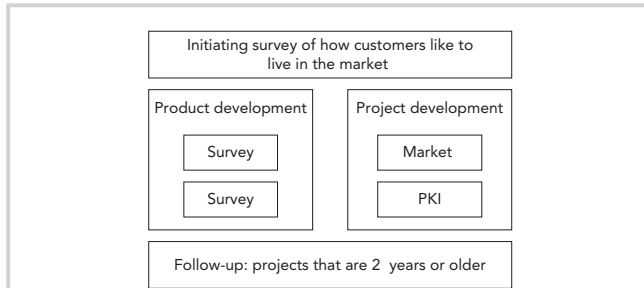 Initiating survey of how customers like to
live in the market
Product development
Survey
Survey
Project development
Market
PKI
Follow-up: projects that are 2 years or older